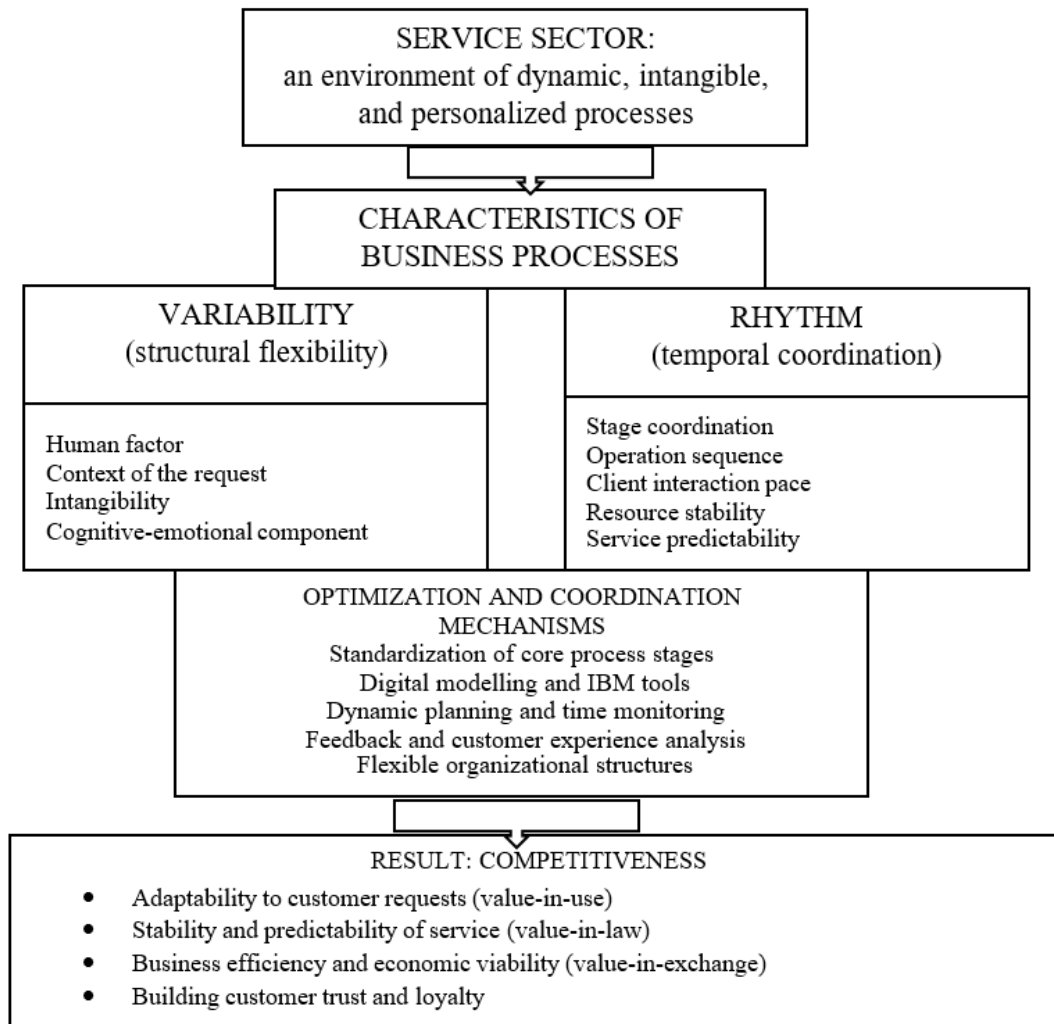 SERVICE SECTOR:
an environment of dynamic, intangible,
and personalized processes
CHARACTERISTICS OF
BUSINESS PROCESSES
VARIABILITY
(structural flexibility)
Human factor
Context of the request
Intangibility
Cognitive-emotional component
RHYTHM
(temporal coordination)
Stage coordination
Operation sequence
Client interaction pace
Resource stability
Service predictability
OPTIMIZATION AND COORDINATION
MECHANISMS
Standardization of core process stages
Digital modelling and IBM tools
Dynamic planning and time monitoring
Feedback and customer experience analysis
Flexible organizational structures
RESULT: COMPETITIVENESS
• Adaptability to customer requests (value-in-use)
• Stability and predictability of service (value-in-law)
• Business efficiency and economic viability (value-in-exchange)
• Building customer trust and loyalty